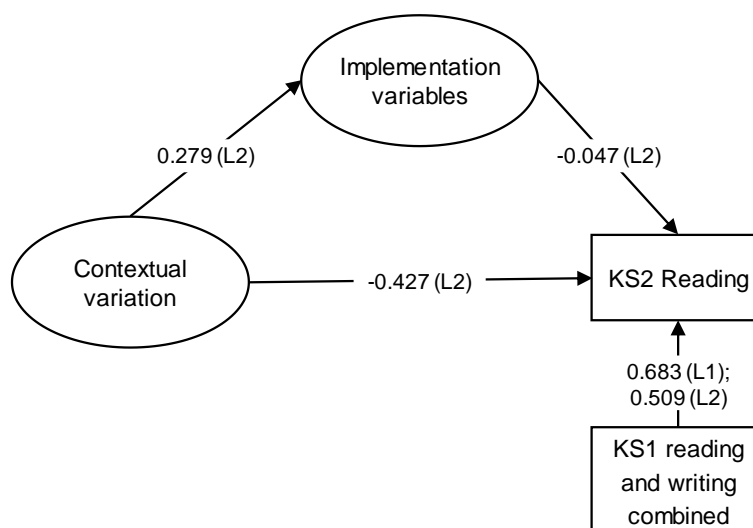 Implementation
variables
0.279 (L2)
-0.047 (L2)
Contextual
variation
-0.427 (L2)
KS2 Reading
0.683 (L1);
0.509 (L2)
KS1 reading
and writing
combined